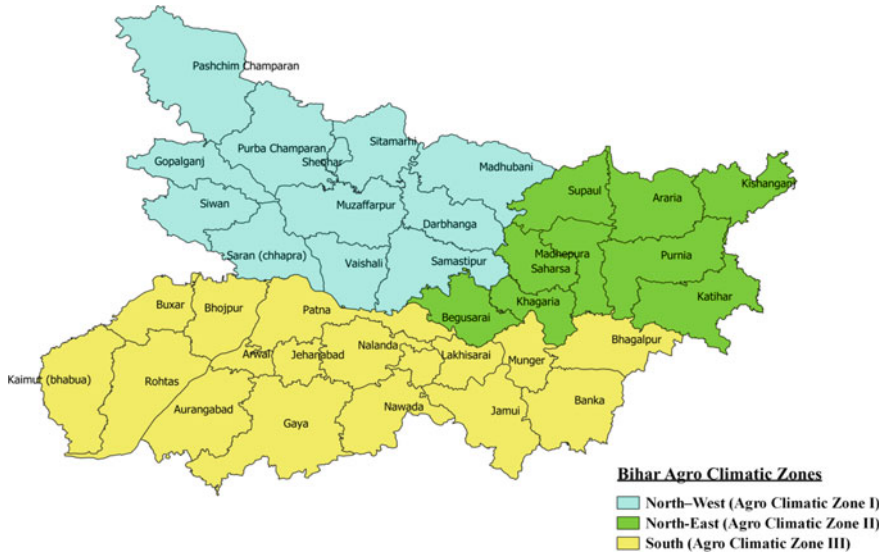 Pashchim Champaran
Purba Champaran
Sheohar
Sitamarhi
Gopalganj
Madhubani
Siwan
Muzaffarpur
Darbhanga
Saran (chhapra)
Vaishali
Samastipur
Supaul
Araria
Kishanganj
Madhepura
Saharsa
Purnia
Khagaria
Katihar
Begusarai
Buxar
Bhojpur
Patna
Bhagalpur
Kaimut (bhabua)
Rohtas
Arwal
Jehanabad
Nalanda
Lakhisarai
Munger
Aurangabad
Gaya
Nawada
Jamui
Banka
Bihar Agro Climatic Zones
North–West (Agro Climatic Zone I)
North-East (Agro Climatic Zone II)
South (Agro Climatic Zone III)